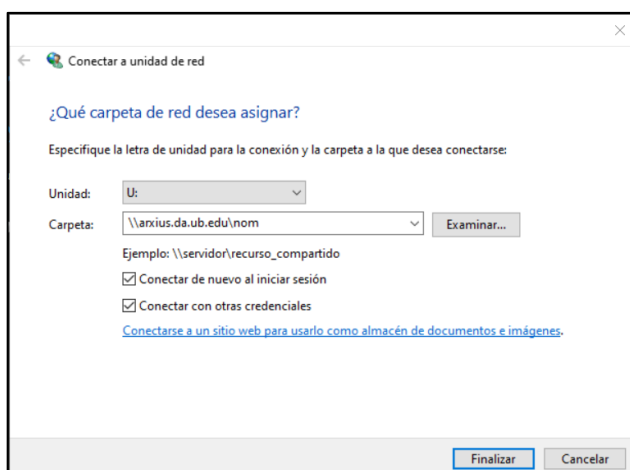 Conectar a unidad de red
¿Qué carpeta de red desea asignar?
Especifique la letra de unidad para la conexión y la carpeta a la que desea conectarse:
Unidad: U:
Carpeta: \\arxius.da.ub.edu\nom Examinar...
Ejemplo: \\servidor\recurso_compartido
Conectar de nuevo al iniciar sesión
Conectar con otras credenciales
Conectarse a un sitio web para usarlo como almacén de documentos e imágenes.
Finalizar Cancelar